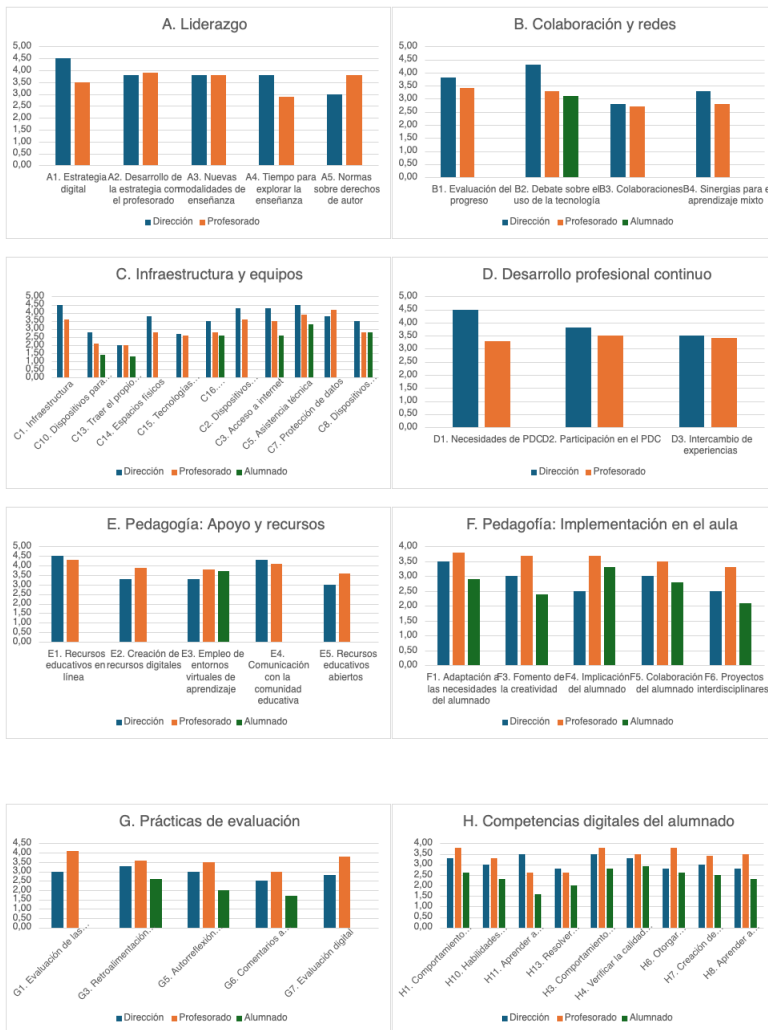 A. Liderazgo
5,00
4,50
4,00
3,50
3,00
2,50
2,00
1,50
1,00
0,50
0,00
A1. Estrategia digital
A2. Desarrollo de la estrategia con el profesorado
A3. Nuevas modalidades de enseñanza
A4. Tiempo para explorar la enseñanza
A5. Normas sobre derechos de autor
Dirección Profesorado
B. Colaboración y redes
5,00
4,50
4,00
3,50
3,00
2,50
2,00
1,50
1,00
0,50
0,00
B1. Evaluación del progreso
B2. Debate sobre el uso de la tecnología
B3. Colaboraciones
B4. Sinergias para e aprendizaje mixto
Dirección Profesorado Alumnado
C. Infraestructura y equipos
5,00
4,50
4,00
3,50
3,00
2,50
2,00
1,50
1,00
0,50
0,00
C1. Infraestructura
C10. Dispositivos para...
C13. Traer el propio...
C14. Espacios físicos
C15. Tecnologías...
C16....
C2. Dispositivos...
C3. Acceso a internet
C5. Asistencia técnica
C7. Protección de datos
C8. Dispositivos...
Dirección Profesorado Alumnado
D. Desarrollo profesional continuo
5,00
4,50
4,00
3,50
3,00
2,50
2,00
1,50
1,00
0,50
0,00
D1. Necesidades de PDC
D2. Participación en el PDC
D3. Intercambio de experiencias
Dirección Profesorado
E. Pedagogía: Apoyo y recursos
5,00
4,50
4,00
3,50
3,00
2,50
2,00
1,50
1,00
0,50
0,00
E1. Recursos educativos en línea
E2. Creación de recursos digitales
E3. Empleo de entornos virtuales de aprendizaje
E4. Comunicación con la comunidad educativa
E5. Recursos educativos abiertos
Dirección Profesorado Alumnado
F. Pedagofía: Implementación en el aula
4,00
3,50
3,00
2,50
2,00
1,50
1,00
0,50
0,00
F1. Adaptación a las necesidades del alumnado
F3. Fomento de la creatividad
F4. Implicación del alumnado
F5. Colaboración del alumnado
F6. Proyectos interdisciplinares
Dirección Profesorado Alumnado
G. Prácticas de evaluación
4,50
4,00
3,50
3,00
2,50
2,00
1,50
1,00
0,50
0,00
G1. Evaluación de las...
G3. Retroalimentación...
G5. Autorreflexión...
G6. Comentarios a...
G7. Evaluación digital
Dirección Profesorado Alumnado
H. Competencias digitales del alumnado
4,00
3,50
3,00
2,50
2,00
1,50
1,00
0,50
0,00
H1. Comportamiento...
H10. Habilidades...
H11. Aprender a...
H13. Resolver...
H3. Comportamiento...
H4. Verificar la calidad...
H6. Otorgar...
H7. Creación de...
H8. Aprender a...
Dirección Profesorado Alumnado